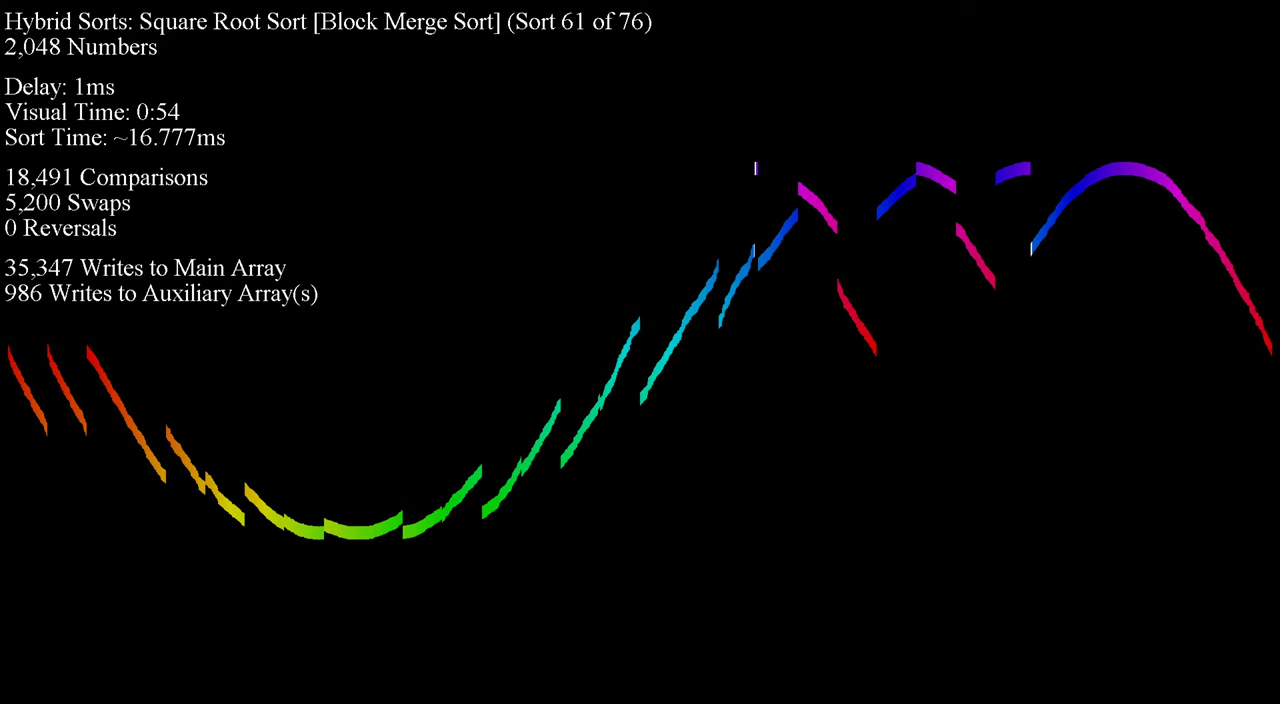 Hybrid Sorts: Square Root Sort [Block Merge Sort] (Sort 61 of 76)
2,048 Numbers
Delay: 1ms
Visual Time: 0:54
Sort Time: ~16.777ms
18,491 Comparisons
5,200 Swaps
0 Reversals
35,347 Writes to Main Array
986 Writes to Auxiliary Array(s)